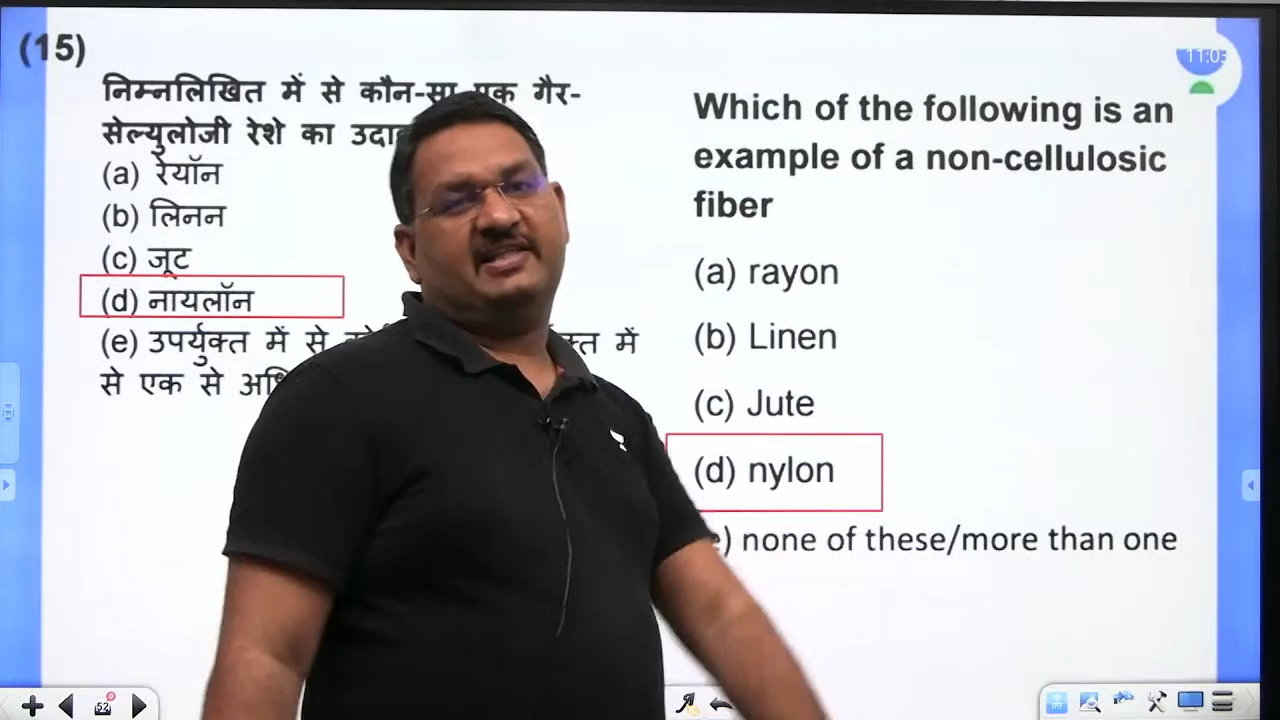 (15)
निम्नलिखित में से कौन-सा एक गैर-
सेल्युलोजी रेशे का
(a) रेयॉन
(b) लिनन
(c) जूट
(d) नायलॉन
(e) उपर्युक्त में से में
से एक से
Which of the following is an
example of a non-cellulosic
fiber
(a) rayon
(b) Linen
(c) Jute
(d) nylon
e) none of these/more than one
11:03
52